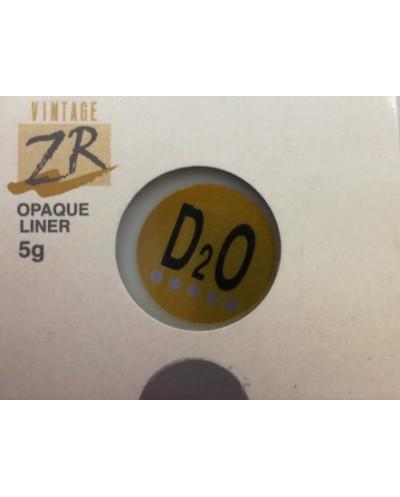 VINTAGE
ZR
OPAQUE
LINER
5g
D2O